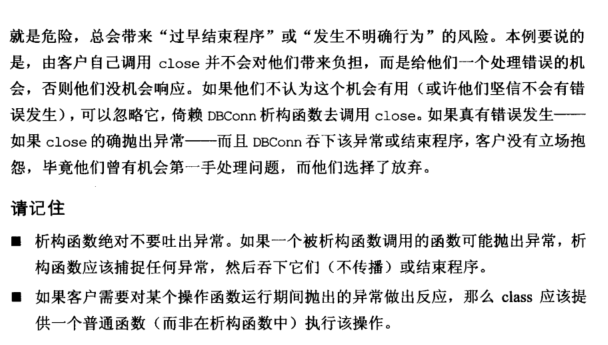 就是危险，总会带来“过早结束程序”或“发生不明确行为”的风险。本例要说的
是，由客户自己调用 close 并不会对他们带来负担，而是给他们一个处理错误的机
会，否则他们没机会响应。如果他们不认为这个机会有用（或许他们坚信不会有错
误发生），可以忽略它，倚赖 DBConn 析构函数去调用 close。如果真有错误发生——
如果 close 的确抛出异常——而且 DBConn 吞下该异常或结束程序，客户没有立场抱
怨，毕竟他们曾有机会第一手处理问题，而他们选择了放弃。
请记住
■ 析构函数绝对不要吐出异常。如果一个被析构函数调用的函数可能抛出异常，析
构函数应该捕捉任何异常，然后吞下它们（不传播）或结束程序。
■ 如果客户需要对某个操作函数运行期间抛出的异常做出反应，那么 class 应该提
供一个普通函数（而非在析构函数中）执行该操作。